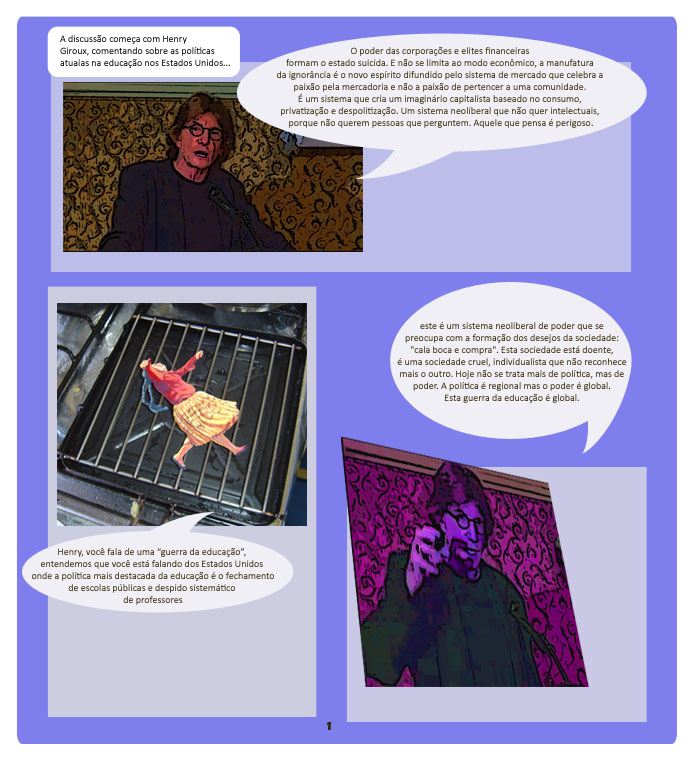 A discussão começa com Henry
Giroux, comentando sobre as políticas
atuaias na educação nos Estados Unidos...
O poder das corporações e elites financeiras
formam o estado suicida. E não se limita ao modo econômico, a manufatura
da ignorância é o novo espírito difundido pelo sistema de mercado que celebra a
paixão pela mercadoria e não a paixão de pertencer a uma comunidade.
É um sistema que cria um imaginário capitalista baseado no consumo,
privatização e despolitização. Um sistema neoliberal que não quer intelectuais,
porque não querem pessoas que perguntem. Aquele que pensa é perigoso.
Henry, você fala de uma "guerra da educação",
entendemos que você está falando dos Estados Unidos
onde a política mais destacada da educação é o fechamento
de escolas públicas e despido sistemático
de professores
este é um sistema neoliberal de poder que se
preocupa com a formação dos desejos da sociedade:
"cala boca e compra". Esta sociedade está doente,
é uma sociedade cruel, individualista que não reconhece
mais o outro. Hoje não se trata mais de política, mas de
poder. A política é regional mas o poder é global.
Esta guerra da educação é global.
1